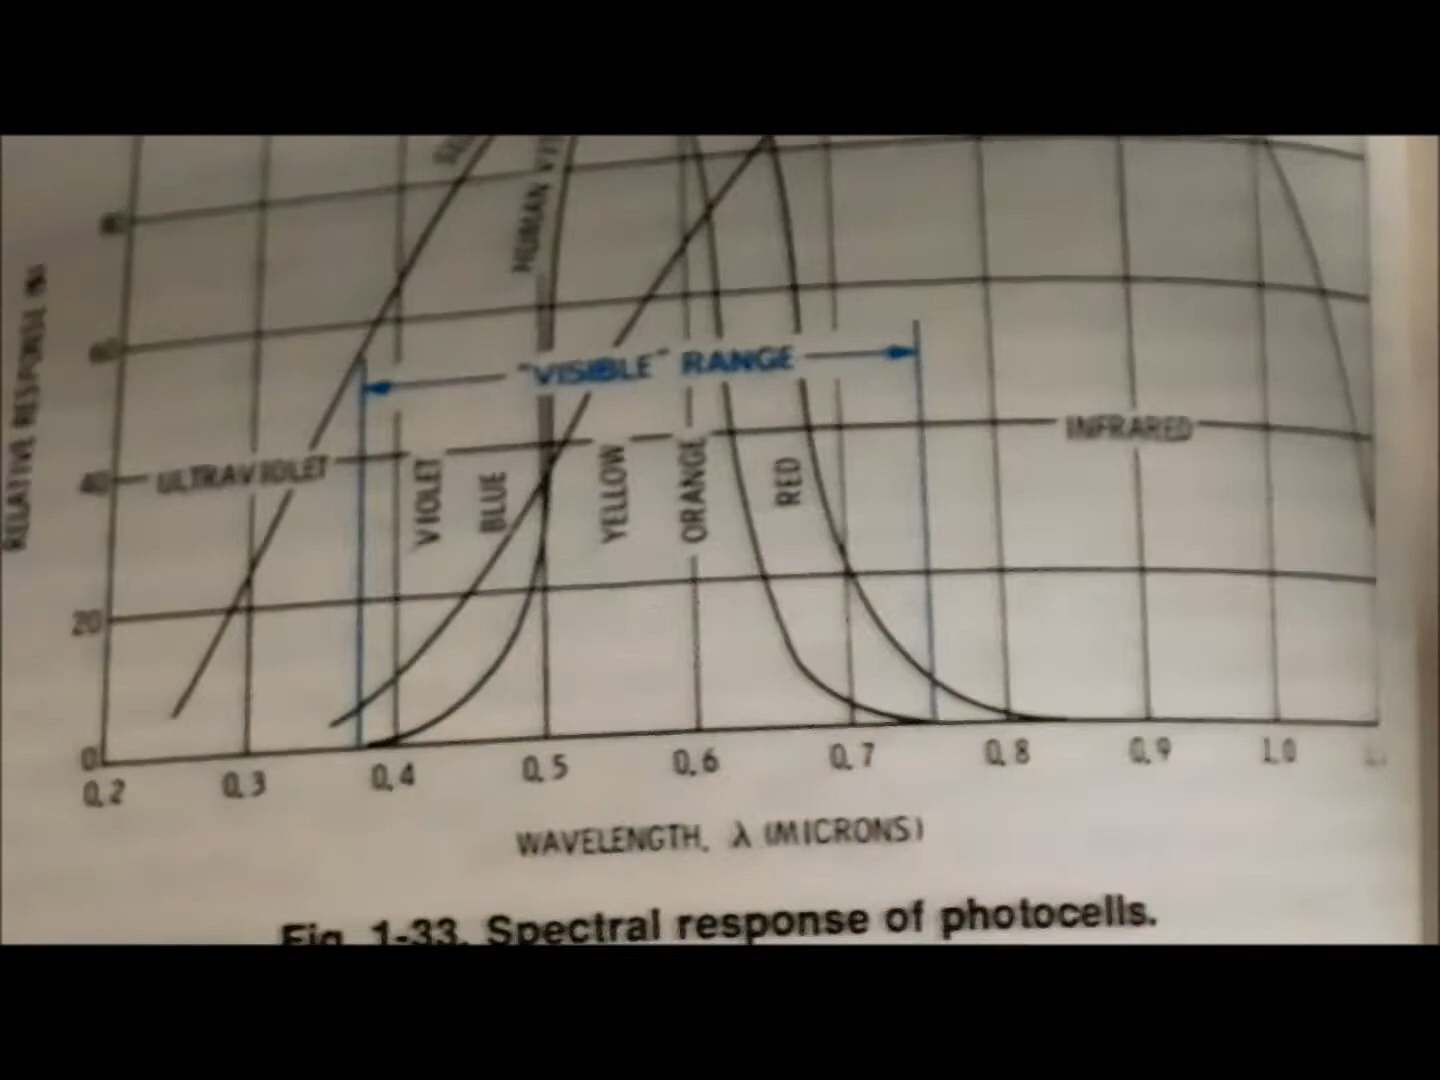 HUMAN
80
RELATIVE RESPONSE (%)
60
"VISIBLE" RANGE
INFRARED
40
ULTRAVIOLET
VIOLET
BLUE
YELLOW
ORANGE
RED
20
0
0.2 0.3 0.4 0.5 0.6 0.7 0.8 0.9 1.0
WAVELENGTH, λ (MICRONS)
Fig. 1-33. Spectral response of photocells.